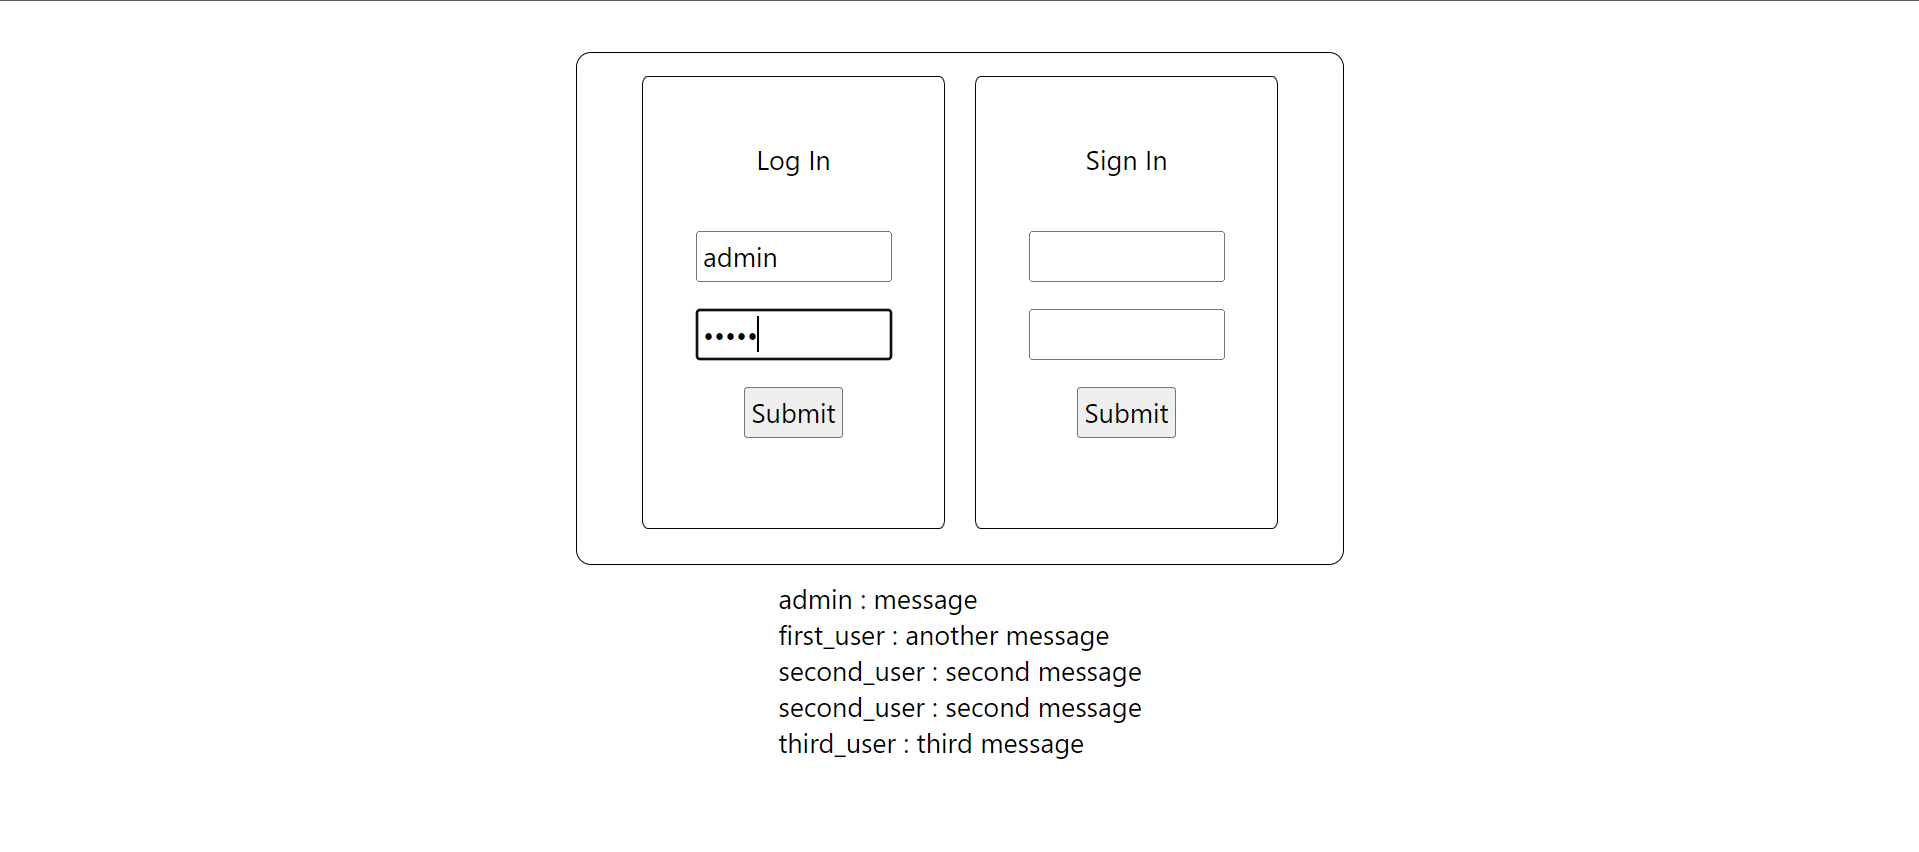 Log In
admin
•••••
Submit
Sign In
Submit
admin : message
first_user : another message
second_user : second message
second_user : second message
third_user : third message